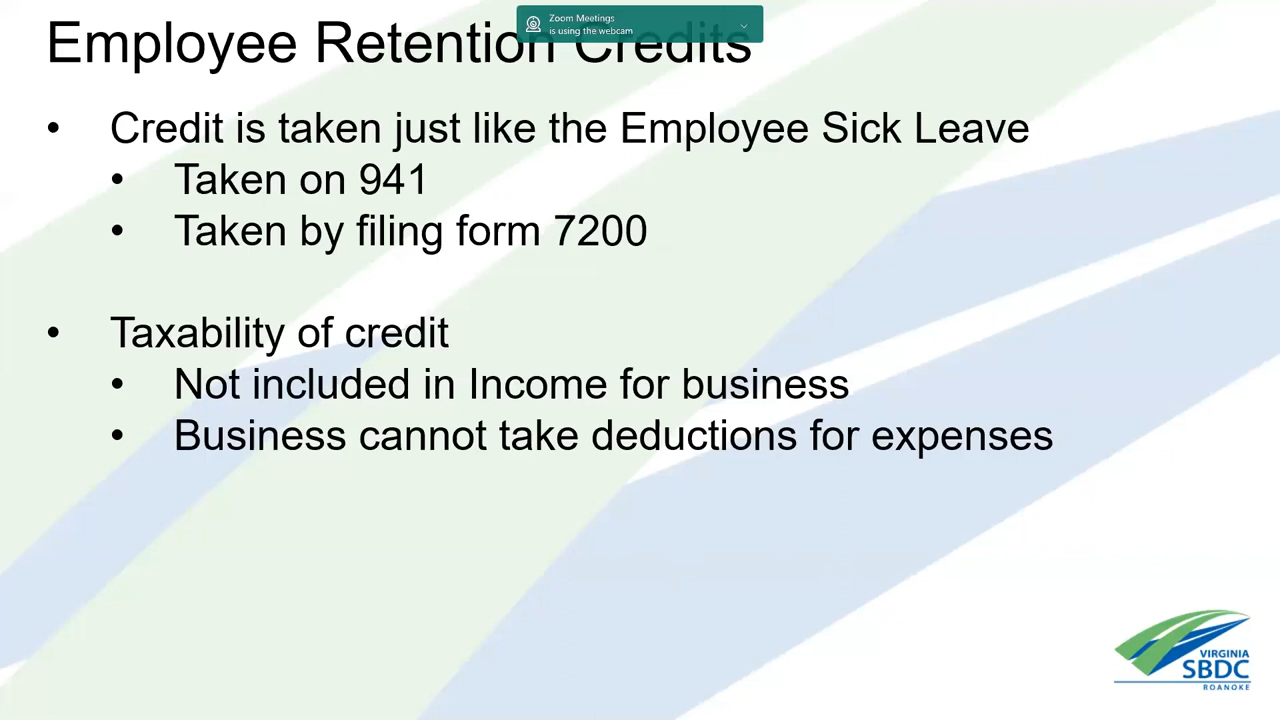 Zoom Meetings
is using the webcam
Employee Retention Credits
• Credit is taken just like the Employee Sick Leave
• Taken on 941
• Taken by filing form 7200
• Taxability of credit
• Not included in Income for business
• Business cannot take deductions for expenses
VIRGINIA
SBDC
ROANOKE